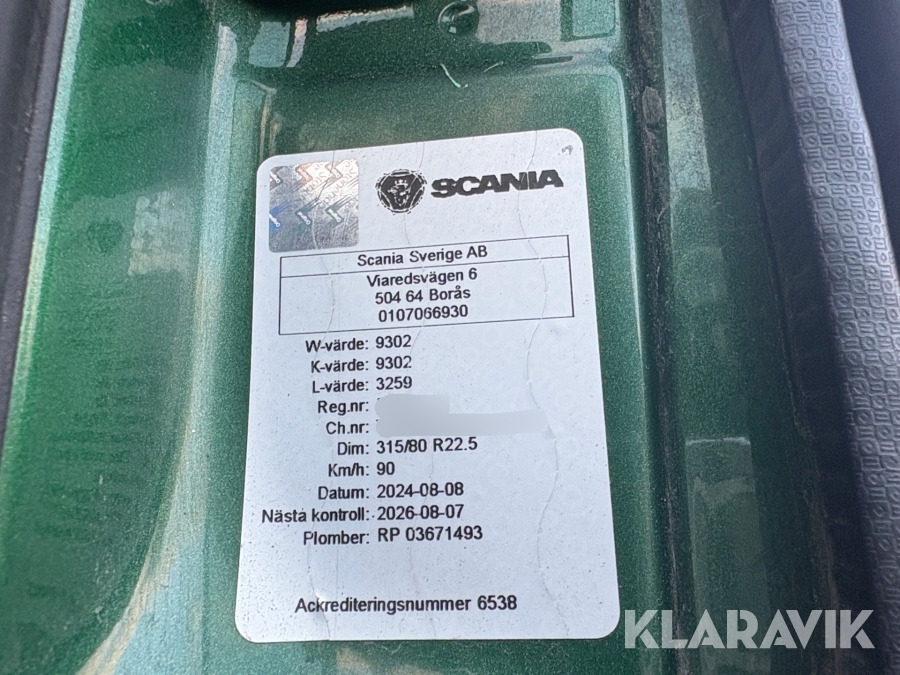 SCANIA
Scania Sverige AB
Viaredsvägen 6
504 64 Borås
0107066930
W-värde: 9302
K-värde: 9302
L-värde: 3259
Reg.nr:
Ch.nr:
Dim: 315/80 R22.5
Km/h: 90
Datum: 2024-08-08
Nästa kontroll: 2026-08-07
Plomber: RP 03671493
Ackrediteringsnummer 6538
KLARAVIK